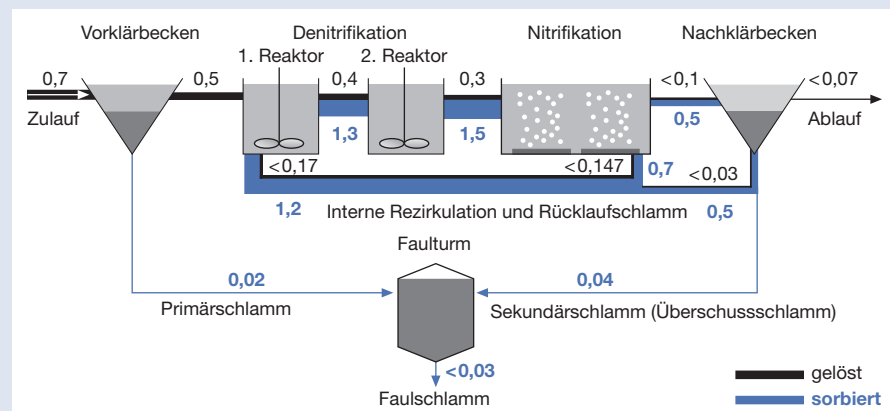 Vorklärbecken Denitrifikation Nitrifikation Nachklärbecken
1. Reaktor 2. Reaktor
0,7 0,5 0,4 0,3 <0,1 <0,07
Zulauf 1,3 1,5 0,5 Ablauf
<0,17 <0,147 0,7 <0,03
1,2 Interne Rezirkulation und Rücklaufschlamm 0,5
Faulturm
0,02 0,04
Primärschlamm Sekundärschlamm (Überschussschlamm)
<0,03
gelöst
Faulschlamm sorbiert